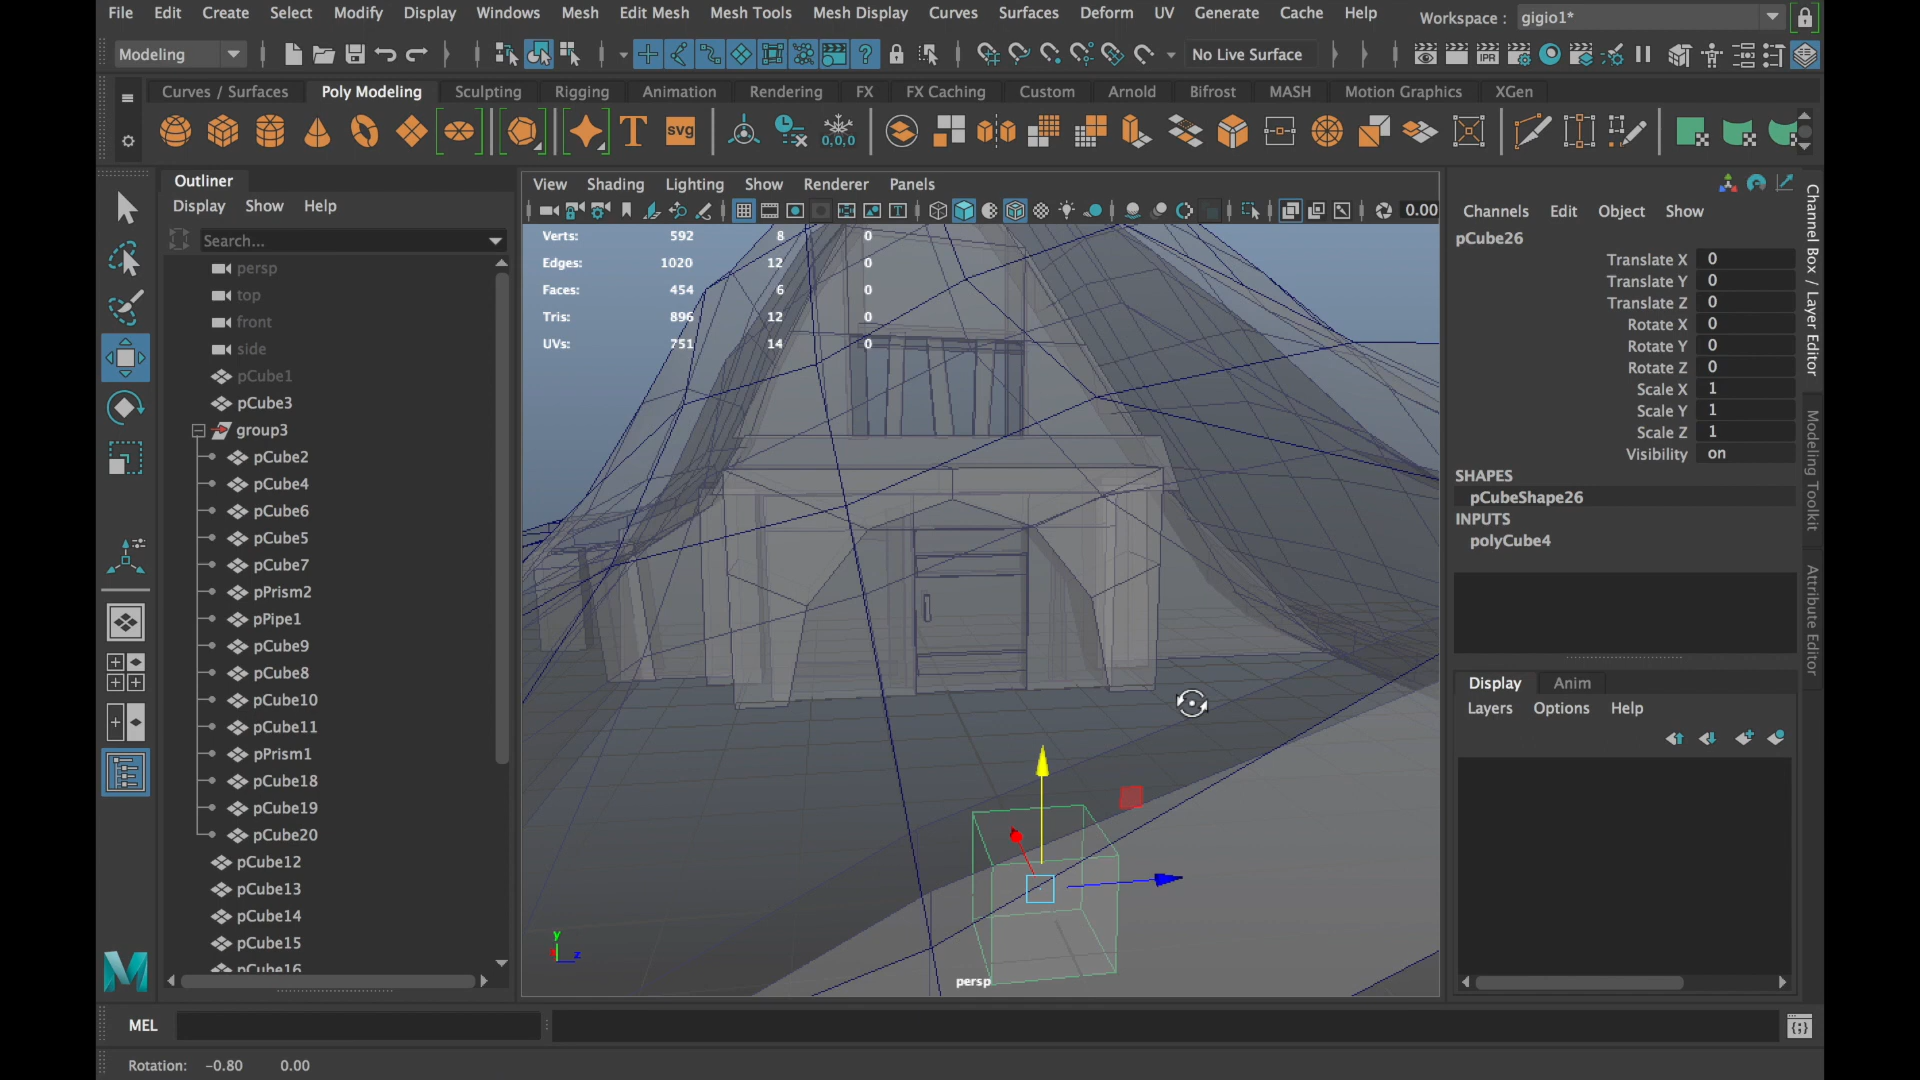 File Edit Create Select Modify Display Windows Mesh Edit Mesh Mesh Tools Mesh Display Curves Surfaces Deform UV Generate Cache Help Workspace : gigio1*
Modeling No Live Surface IPR
Curves / Surfaces Poly Modeling Sculpting Rigging Animation Rendering FX FX Caching Custom Arnold Bifrost MASH Motion Graphics XGen
T svg 0,0,0
Outliner
Display Show Help
Search...
persp
top
front
side
pCube1
pCube3
group3
pCube2
pCube4
pCube6
pCube5
pCube7
pPrism2
pPipe1
pCube9
pCube8
pCube10
pCube11
pPrism1
pCube18
pCube19
pCube20
pCube12
pCube13
pCube14
pCube15
pCube16
View Shading Lighting Show Renderer Panels
0.00
Verts: 592 8 0
Edges: 1020 12 0
Faces: 454 6 0
Tris: 896 12 0
UVs: 751 14 0
y
z
persp
Channels Edit Object Show
pCube26
Translate X 0
Translate Y 0
Translate Z 0
Rotate X 0
Rotate Y 0
Rotate Z 0
Scale X 1
Scale Y 1
Scale Z 1
Visibility on
SHAPES
pCubeShape26
INPUTS
polyCube4
Display Anim
Layers Options Help
Channel Box / Layer Editor
Modeling Toolkit
Attribute Editor
M
MEL
Rotation: -0.80 0.00